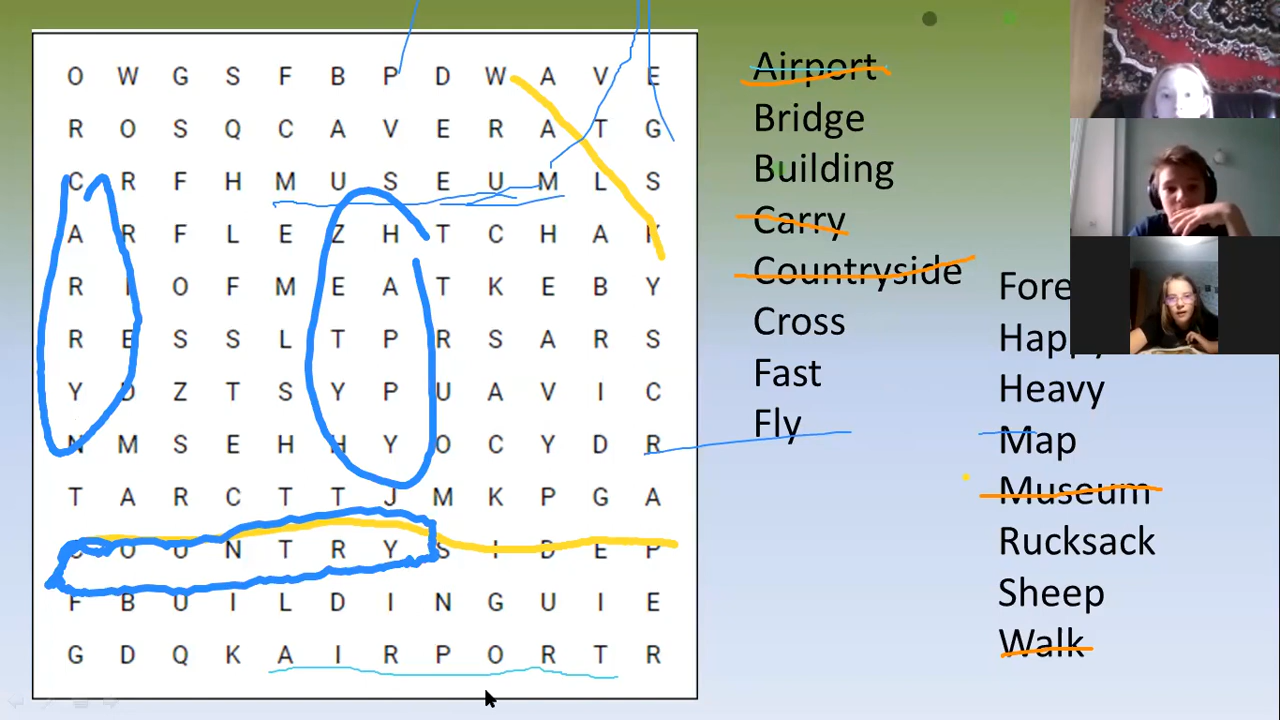 O W G S F B P D W A V E
R O S Q C A V E R A T G
C R F H M U S E U M L S
A R F L E Z H T C H A K
R I O F M E A T K E B Y
R E S S L T P R S A R S
Y D Z T S Y P U A V I C
N M S E H H Y O C Y D R
T A R C T T J M K P G A
C O U N T R Y S I D E P
F B U I L D I N G U I E
G D Q K A I R P O R T R
Airport
Bridge
Building
Carry
Countryside
Cross
Fast
Fly
Heavy
Map
Museum
Rucksack
Sheep
Walk